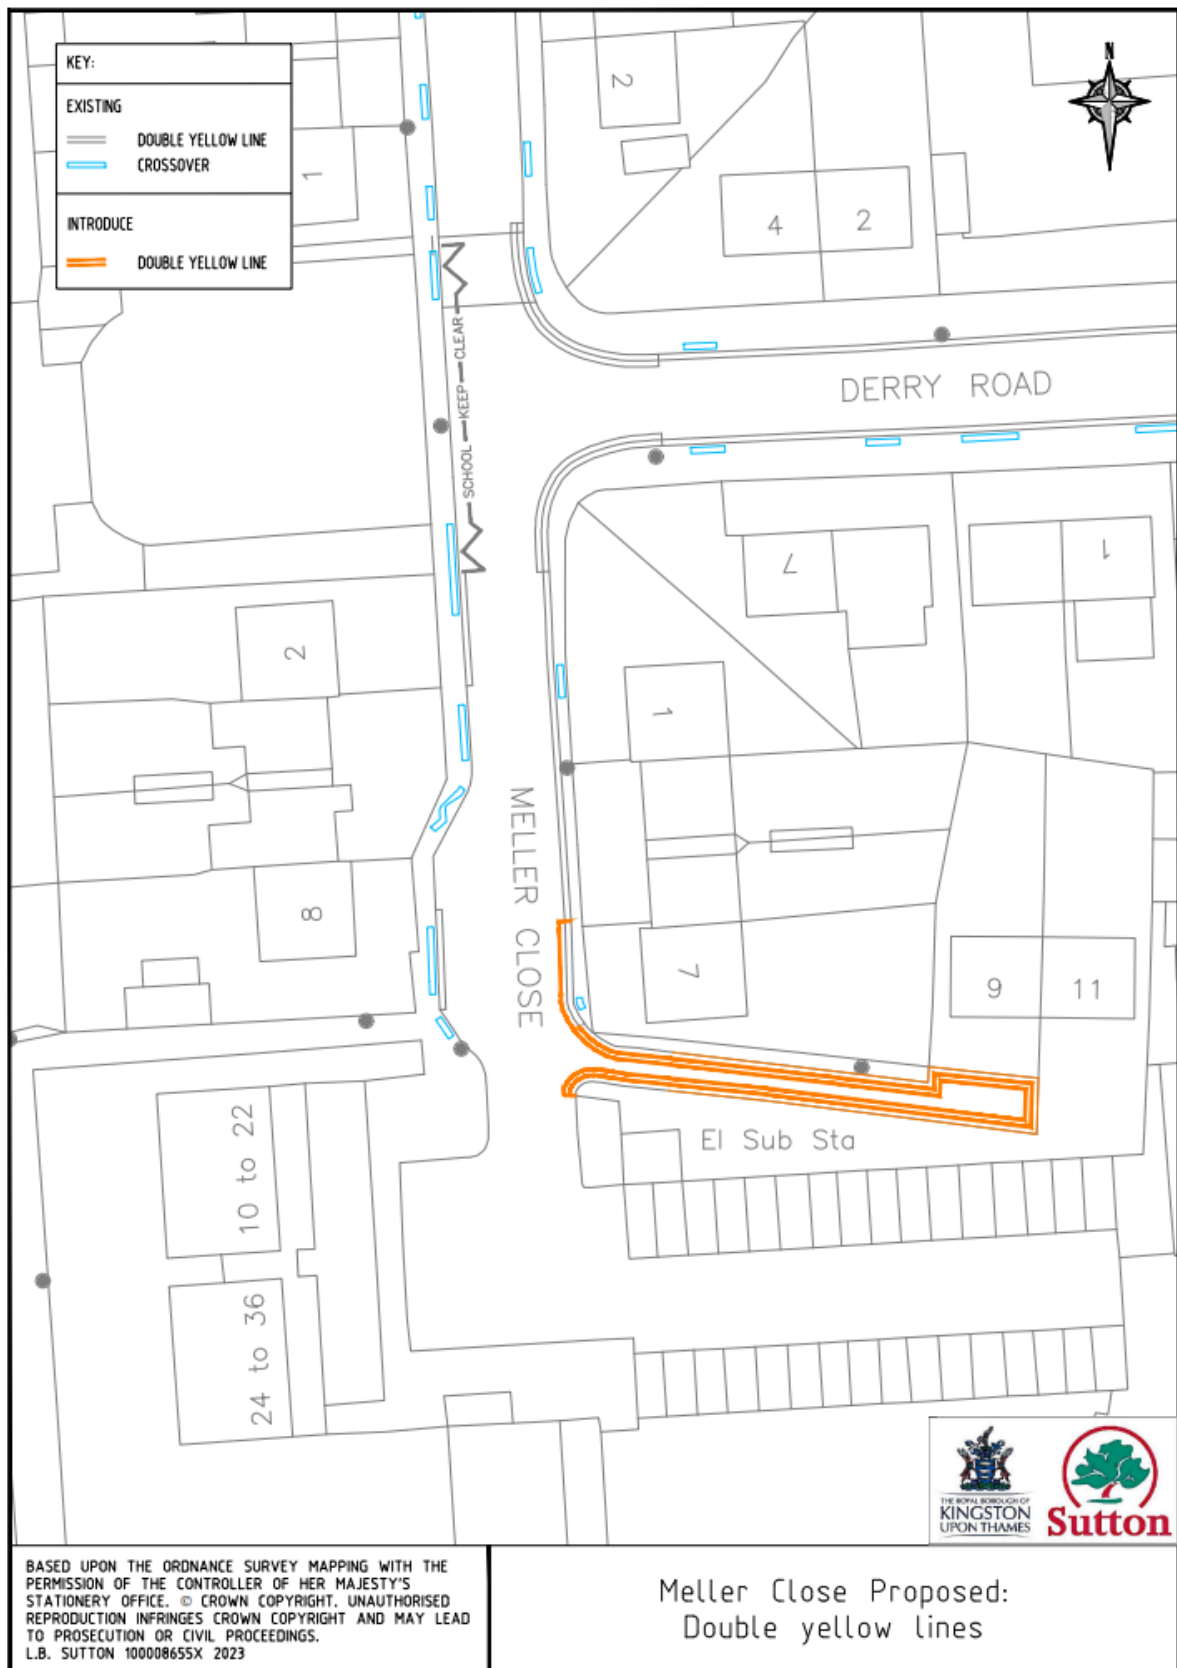 KEY:
EXISTING
DOUBLE YELLOW LINE
CROSSOVER
INTRODUCE
DOUBLE YELLOW LINE
N
2
1
4
2
SCHOOL KEEP CLEAR
DERRY ROAD
7
1
2
1
MELLER CLOSE
8
7
9
11
El Sub Sta
10 to 22
24 to 36
THE ROYAL BOROUGH OF
KINGSTON
UPON THAMES
Sutton
BASED UPON THE ORDNANCE SURVEY MAPPING WITH THE
PERMISSION OF THE CONTROLLER OF HER MAJESTY'S
STATIONERY OFFICE. © CROWN COPYRIGHT. UNAUTHORISED
REPRODUCTION INFRINGES CROWN COPYRIGHT AND MAY LEAD
TO PROSECUTION OR CIVIL PROCEEDINGS.
L.B. SUTTON 100008655X 2023
Meller Close Proposed:
Double yellow lines